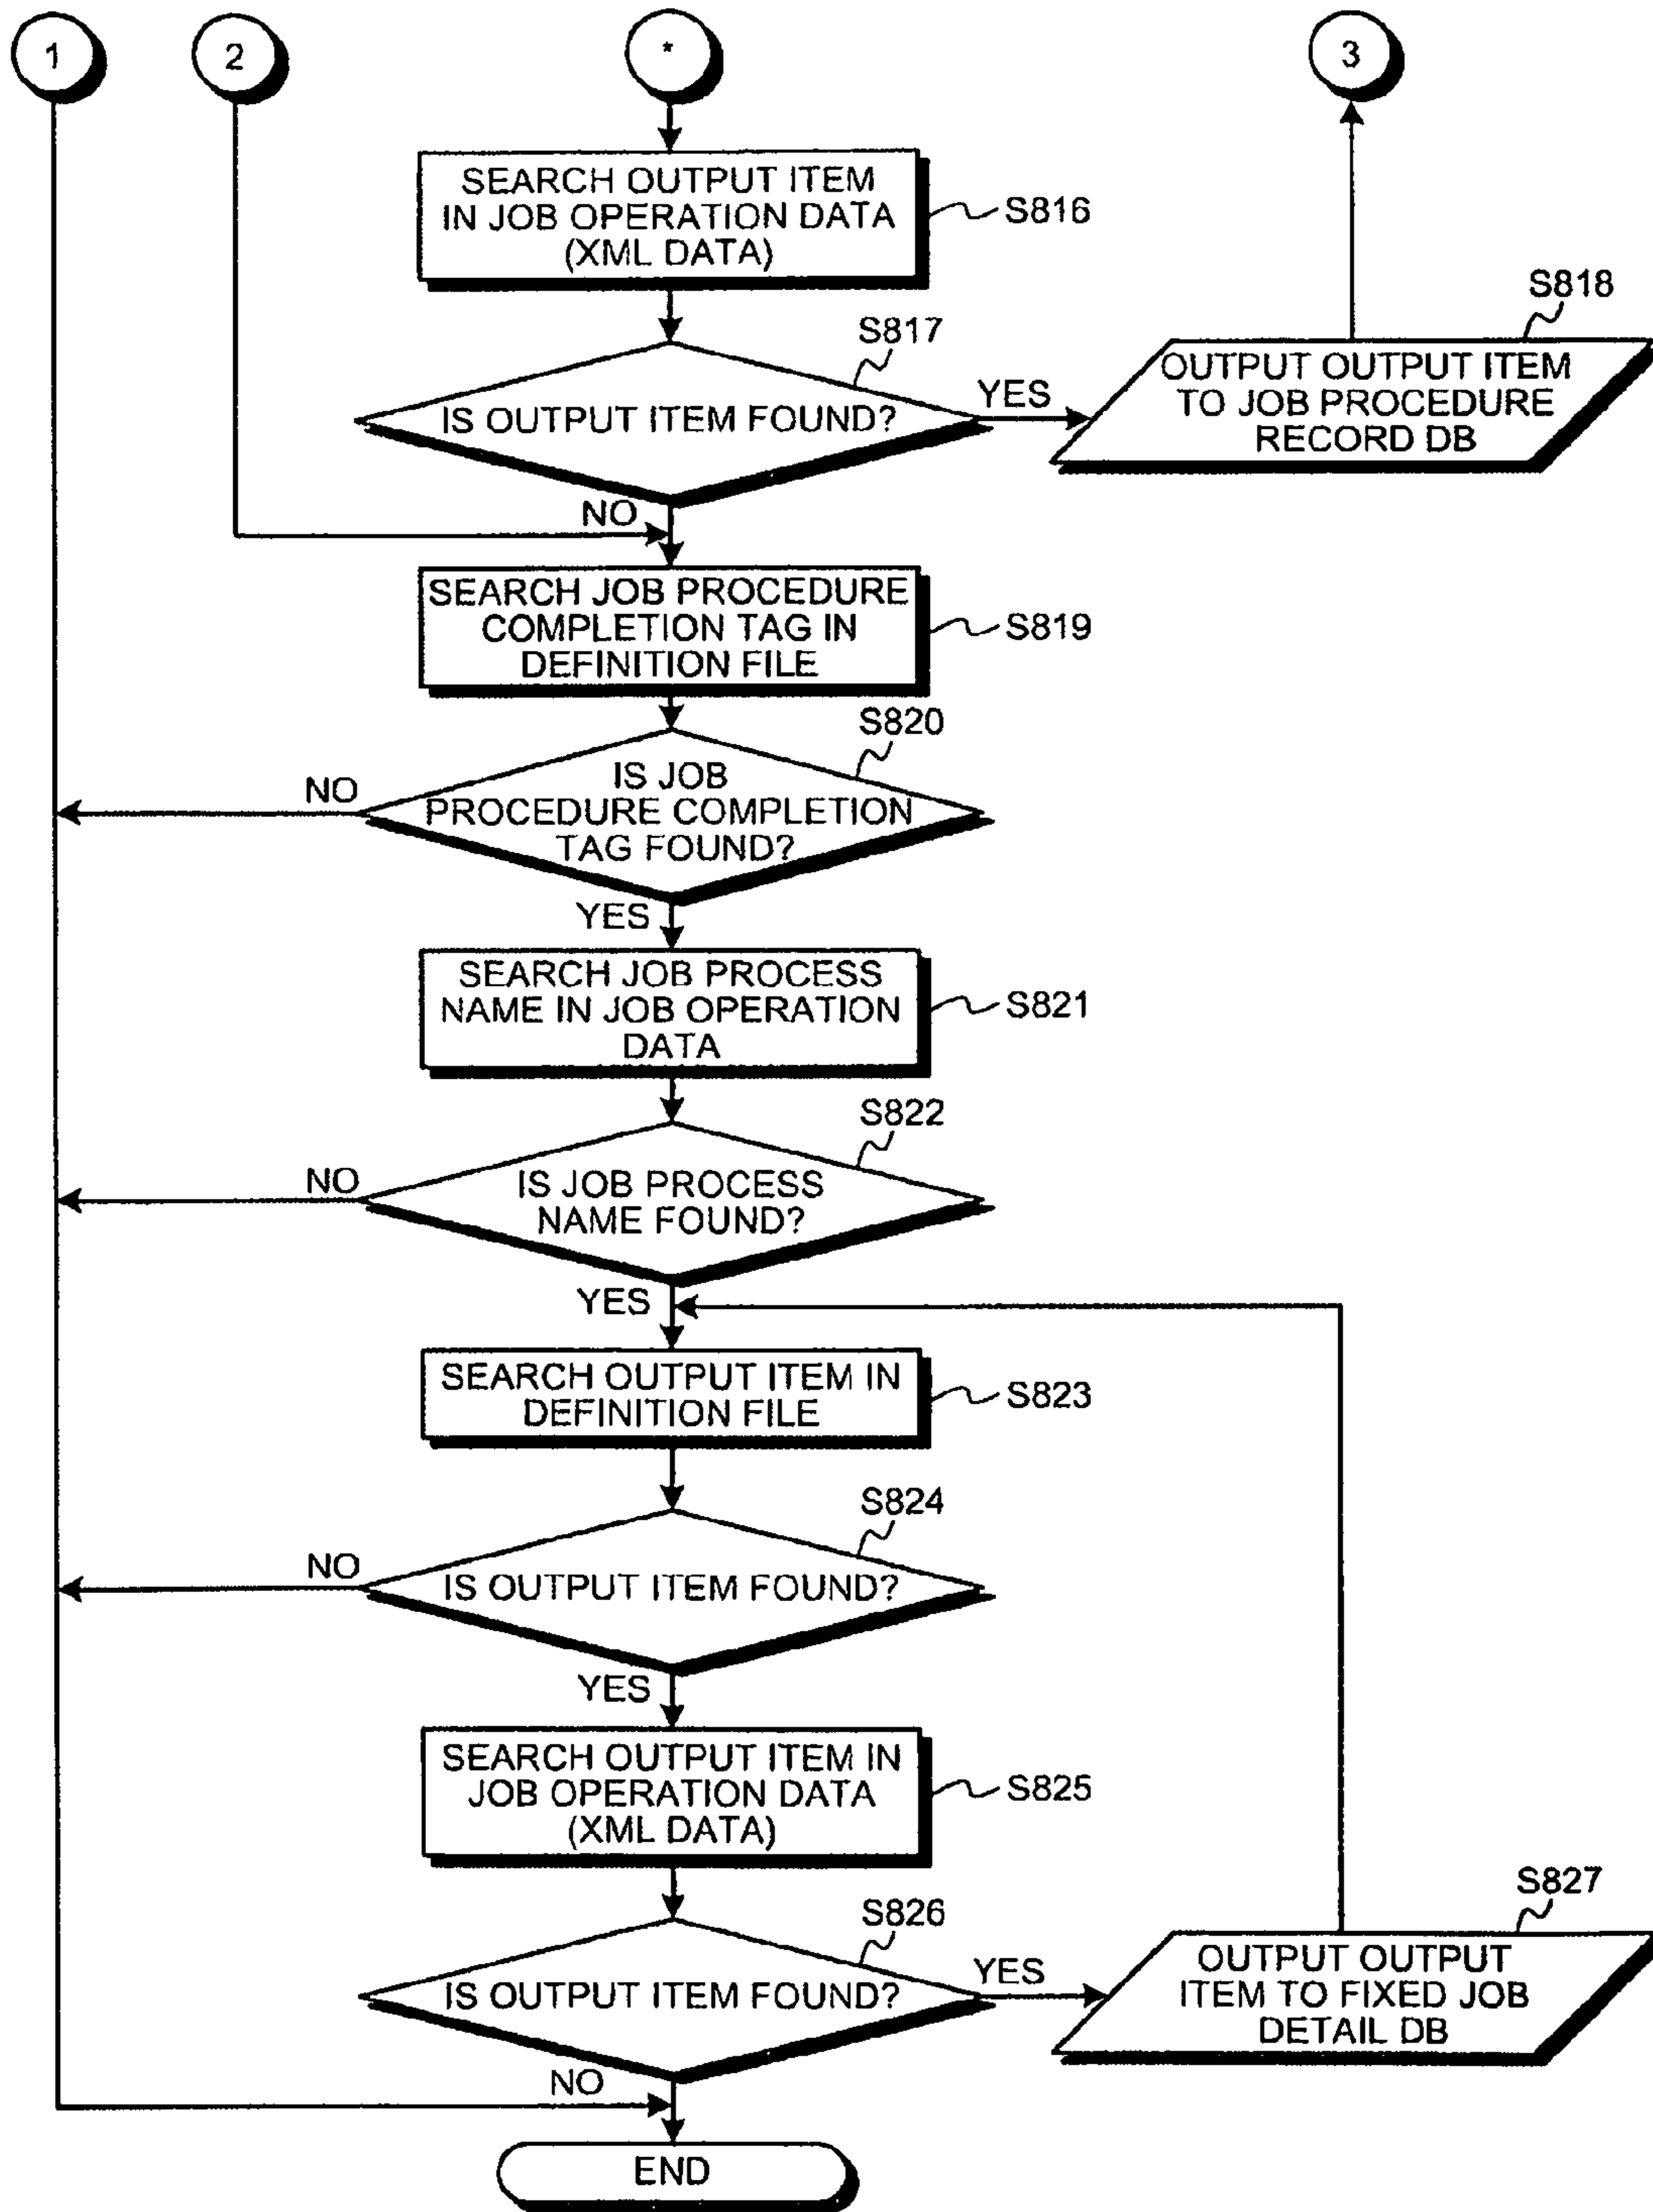 1
2
*
3
SEARCH OUTPUT ITEM
IN JOB OPERATION DATA
(XML DATA)
S816
S817
IS OUTPUT ITEM FOUND?
YES
S818
OUTPUT OUTPUT ITEM
TO JOB PROCEDURE
RECORD DB
NO
SEARCH JOB PROCEDURE
COMPLETION TAG IN
DEFINITION FILE
S819
S820
IS JOB
PROCEDURE COMPLETION
TAG FOUND?
NO
YES
SEARCH JOB PROCESS
NAME IN JOB OPERATION
DATA
S821
S822
IS JOB PROCESS
NAME FOUND?
NO
YES
SEARCH OUTPUT ITEM IN
DEFINITION FILE
S823
S824
IS OUTPUT ITEM FOUND?
NO
YES
SEARCH OUTPUT ITEM IN
JOB OPERATION DATA
(XML DATA)
S825
S826
IS OUTPUT ITEM FOUND?
YES
S827
OUTPUT OUTPUT
ITEM TO FIXED JOB
DETAIL DB
NO
END